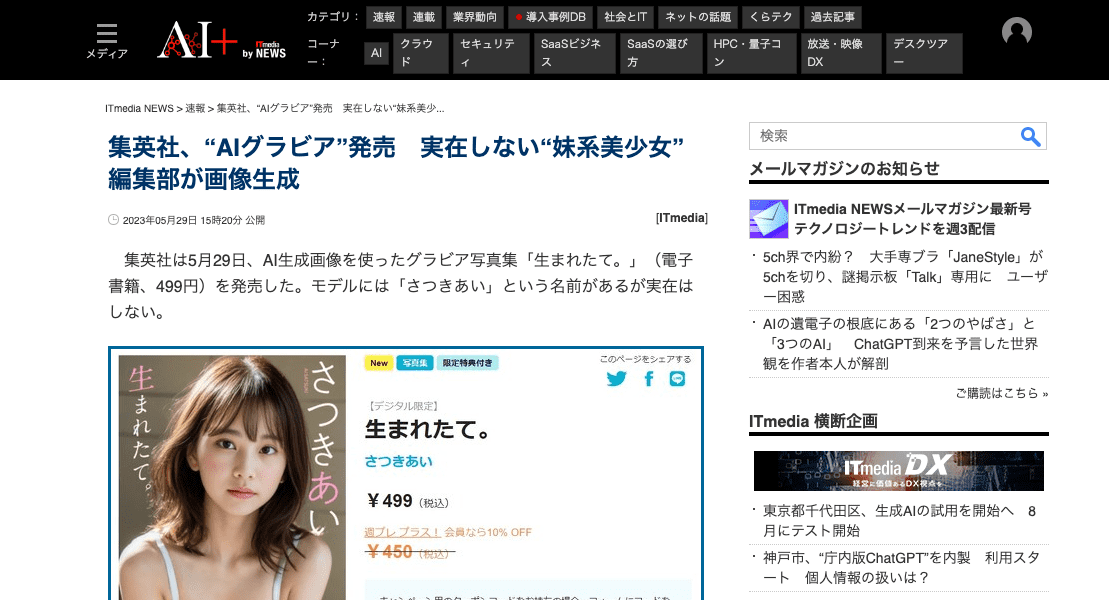 メディア
AI+ by ITmedia NEWS
カテゴリ： 速報 連載 業界動向 導入事例DB 社会とIT ネットの話題 くらテク 過去記事
コーナー： AI クラウド セキュリティ SaaSビジネス SaaSの選び方 HPC・量子コン 放送・映像DX デスクツアー
ITmedia NEWS > 速報 > 集英社、“AIグラビア”発売　実在しない“妹系美少...
集英社、“AIグラビア”発売　実在しない“妹系美少女”
編集部が画像生成
2023年05月29日 15時20分 公開
[ITmedia]
　集英社は5月29日、AI生成画像を使ったグラビア写真集「生まれたて。」（電子
書籍、499円）を発売した。モデルには「さつきあい」という名前があるが実在は
しない。
生まれたて。
さつきあい
New 写真集 限定特典付き
このページをシェアする
【デジタル限定】
生まれたて。
さつきあい
￥499（税込）
週プレ プラス！ 会員なら10% OFF
￥450（税込）
検索
メールマガジンのお知らせ
ITmedia NEWSメールマガジン最新号
テクノロジートレンドを週3配信
・5ch界で内紛？　大手専ブラ「JaneStyle」が
5chを切り、謎掲示板「Talk」専用に　ユーザ
ー困惑
・AIの遺電子の根底にある「2つのやばさ」と
「3つのAI」　ChatGPT到来を予言した世界
観を作者本人が解剖
ご購読はこちら »
ITmedia 横断企画
ITmedia DX
経営に価値あるDX視点を
・東京都千代田区、生成AIの試用を開始へ　8
月にテスト開始
・神戸市、“庁内版ChatGPT”を内製　利用スタ
ート　個人情報の扱いは？